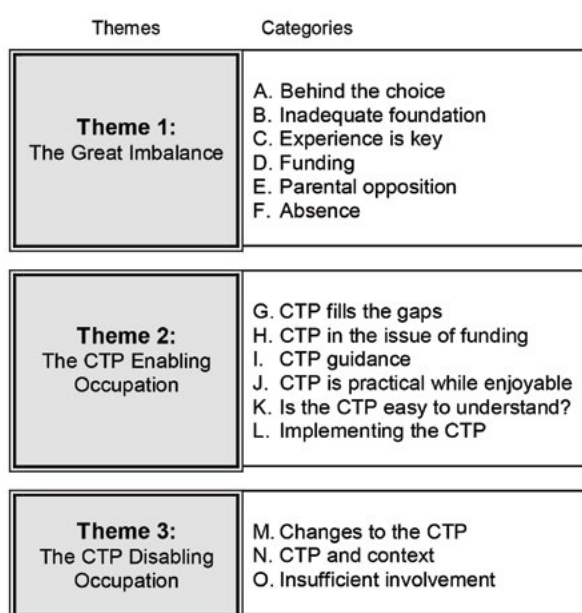 Themes
Categories
Theme 1:
The Great Imbalance
A. Behind the choice
B. Inadequate foundation
C. Experience is key
D. Funding
E. Parental opposition
F. Absence
Theme 2:
The CTP Enabling
Occupation
G. CTP fills the gaps
H. CTP in the issue of funding
I. CTP guidance
J. CTP is practical while enjoyable
K. Is the CTP easy to understand?
L. Implementing the CTP
Theme 3:
The CTP Disabling
Occupation
M. Changes to the CTP
N. CTP and context
O. Insufficient involvement